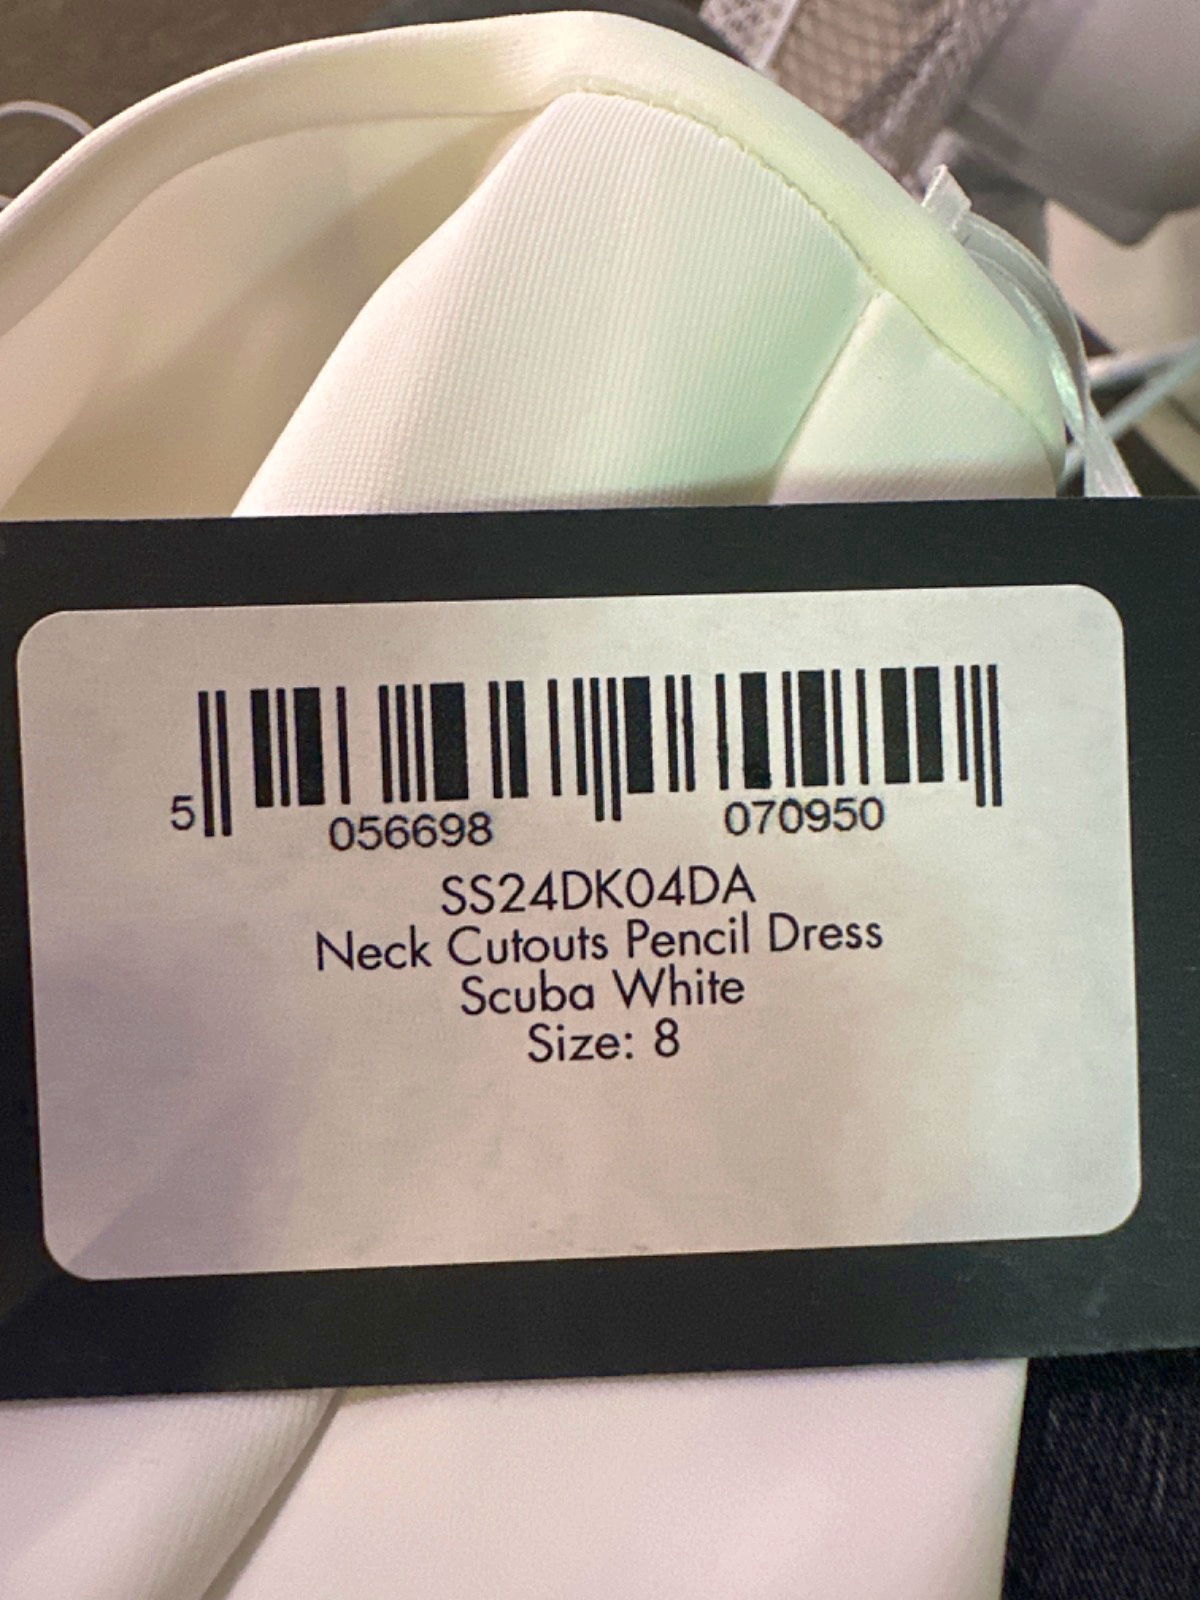 5 056698 070950
SS24DK04DA
Neck Cutouts Pencil Dress
Scuba White
Size: 8